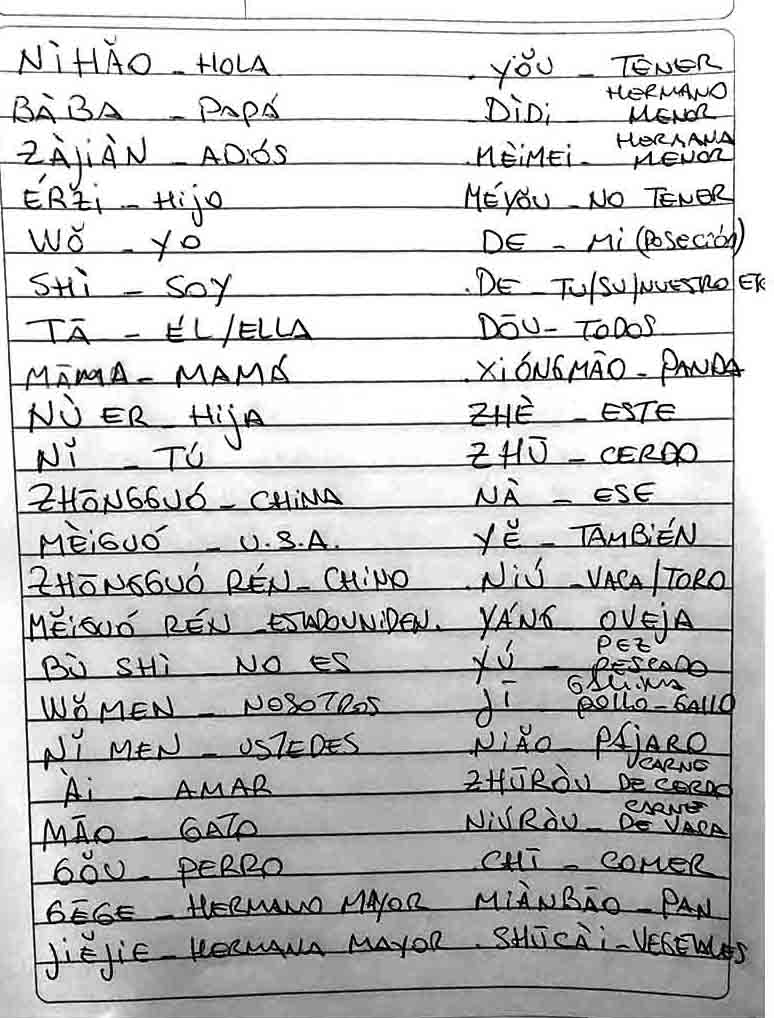 NÌHǍO - HOLA
BÀBA - PAPÁ
ZÀJIÀN - ADIÓS
ÉRZI - HIJO
WǑ - YO
SHÌ - SOY
TĀ - ÉL/ELLA
MĀMA - MAMÁ
NǓ ER - HIJA
NǏ - TÚ
ZHŌNGGUÓ - CHINA
MĚIGUÓ - U.S.A.
ZHŌNGGUÓ RÉN - CHINO
MĚIGUÓ RÉN - ESTADOUNIDEN.
BÙ SHÌ - NO ES
WǑ MEN - NOSOTROS
NǏ MEN - USTEDES
ÀI - AMAR
MĀO - GATO
GǑU - PERRO
GĒGE - HERMANO MAYOR
JIĚJIE - HERMANA MAYOR
.YǑU - TENER
DÌDI HERMANO
MENOR
.MÈIMEI - HERMANA
MENOR
MÉYǑU - NO TENER
DE - MI (POSECIÓN)
.DE - TU/SU/NUESTRO ETC
DŌU - TODOS
.XIÓNGMĀO - PANDA
ZHÈ - ESTE
ZHŪ - CERDO
NÀ - ESE
YĚ - TAMBIÉN
.NIÚ - VACA/TORO
YÁNG OVEJA
YÚ - PEZ
PESCADO
JĪ - GALLINA
POLLO - GALLO
NIǍO - PÁJARO
ZHŪRÒU CARNE
DE CERDO
NIÚRÒU - CARNE
DE VACA
.CHĪ - COMER
MIÀNBĀO - PAN
.SHŪCÀI - VEGETALES